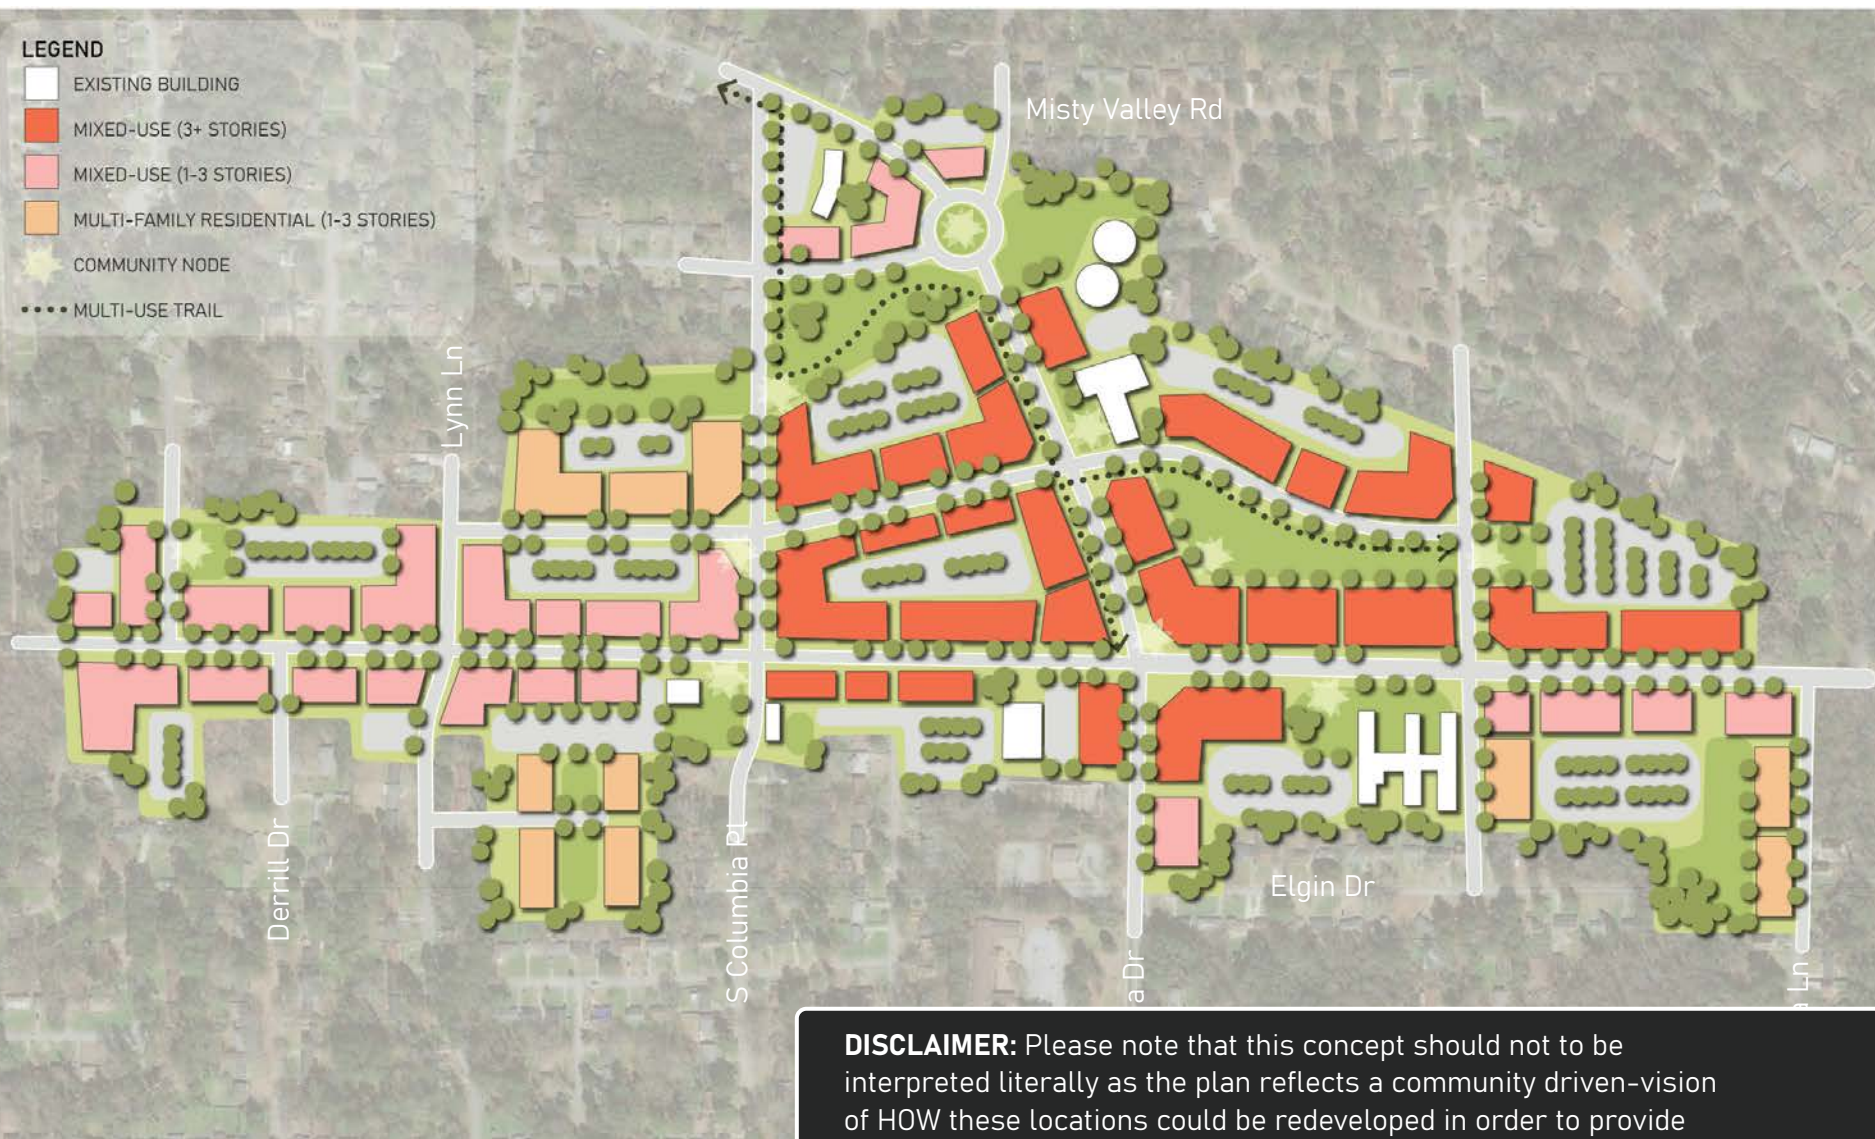 LEGEND
EXISTING BUILDING
MIXED-USE (3+ STORIES)
MIXED-USE (1-3 STORIES)
MULTI-FAMILY RESIDENTIAL (1-3 STORIES)
COMMUNITY NODE
MULTI-USE TRAIL
Misty Valley Rd
Lynn Ln
Derrill Dr
S Columbia Pl
a Dr
Elgin Dr
a Ln
DISCLAIMER: Please note that this concept should not to be
interpreted literally as the plan reflects a community driven-vision
of HOW these locations could be redeveloped in order to provide